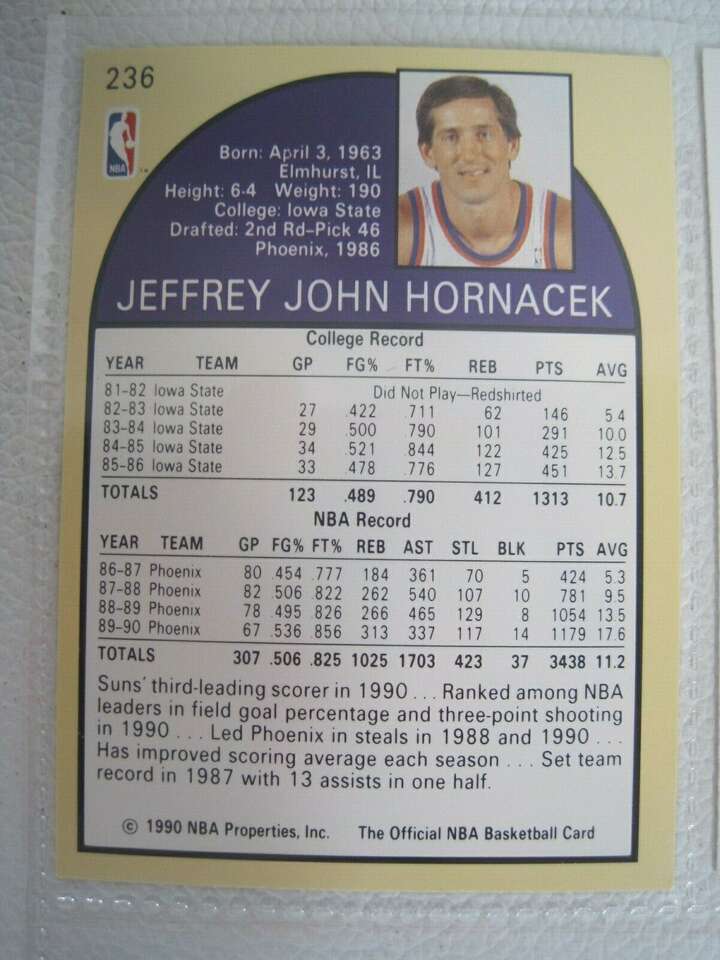 236
NBA
Born: April 3, 1963
Elmhurst, IL
Height: 6-4 Weight: 190
College: Iowa State
Drafted: 2nd Rd–Pick 46
Phoenix, 1986
JEFFREY JOHN HORNACEK
College Record
YEAR TEAM GP FG% FT% REB PTS AVG
81–82 Iowa State Did Not Play—Redshirted
82–83 Iowa State 27 .422 .711 62 146 5.4
83–84 Iowa State 29 .500 .790 101 291 10.0
84–85 Iowa State 34 .521 .844 122 425 12.5
85–86 Iowa State 33 .478 .776 127 451 13.7
TOTALS 123 .489 .790 412 1313 10.7
NBA Record
YEAR TEAM GP FG% FT% REB AST STL BLK PTS AVG
86–87 Phoenix 80 .454 .777 184 361 70 5 424 5.3
87–88 Phoenix 82 .506 .822 262 540 107 10 781 9.5
88–89 Phoenix 78 .495 .826 266 465 129 8 1054 13.5
89–90 Phoenix 67 .536 .856 313 337 117 14 1179 17.6
TOTALS 307 .506 .825 1025 1703 423 37 3438 11.2
Suns' third-leading scorer in 1990 . . . Ranked among NBA
leaders in field goal percentage and three-point shooting
in 1990 . . . Led Phoenix in steals in 1988 and 1990 . . .
Has improved scoring average each season . . . Set team
record in 1987 with 13 assists in one half.
© 1990 NBA Properties, Inc. The Official NBA Basketball Card